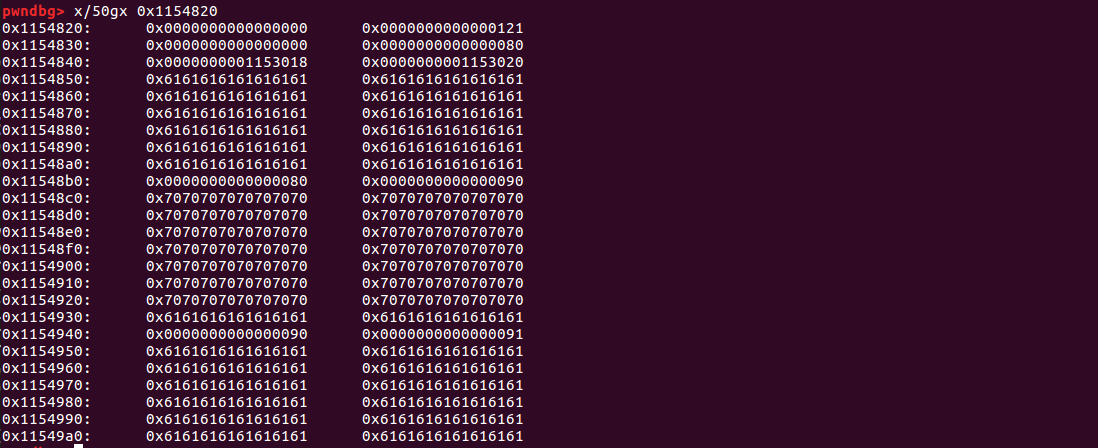 pwndbg> x/50gx 0x1154820
0x1154820: 0x0000000000000000 0x0000000000000121
0x1154830: 0x0000000000000000 0x0000000000000080
0x1154840: 0x0000000001153018 0x0000000001153020
0x1154850: 0x6161616161616161 0x6161616161616161
0x1154860: 0x6161616161616161 0x6161616161616161
0x1154870: 0x6161616161616161 0x6161616161616161
0x1154880: 0x6161616161616161 0x6161616161616161
0x1154890: 0x6161616161616161 0x6161616161616161
0x11548a0: 0x6161616161616161 0x6161616161616161
0x11548b0: 0x0000000000000080 0x0000000000000090
0x11548c0: 0x7070707070707070 0x7070707070707070
0x11548d0: 0x7070707070707070 0x7070707070707070
0x11548e0: 0x7070707070707070 0x7070707070707070
0x11548f0: 0x7070707070707070 0x7070707070707070
0x1154900: 0x7070707070707070 0x7070707070707070
0x1154910: 0x7070707070707070 0x7070707070707070
0x1154920: 0x7070707070707070 0x7070707070707070
0x1154930: 0x6161616161616161 0x6161616161616161
0x1154940: 0x0000000000000090 0x0000000000000091
0x1154950: 0x6161616161616161 0x6161616161616161
0x1154960: 0x6161616161616161 0x6161616161616161
0x1154970: 0x6161616161616161 0x6161616161616161
0x1154980: 0x6161616161616161 0x6161616161616161
0x1154990: 0x6161616161616161 0x6161616161616161
0x11549a0: 0x6161616161616161 0x6161616161616161